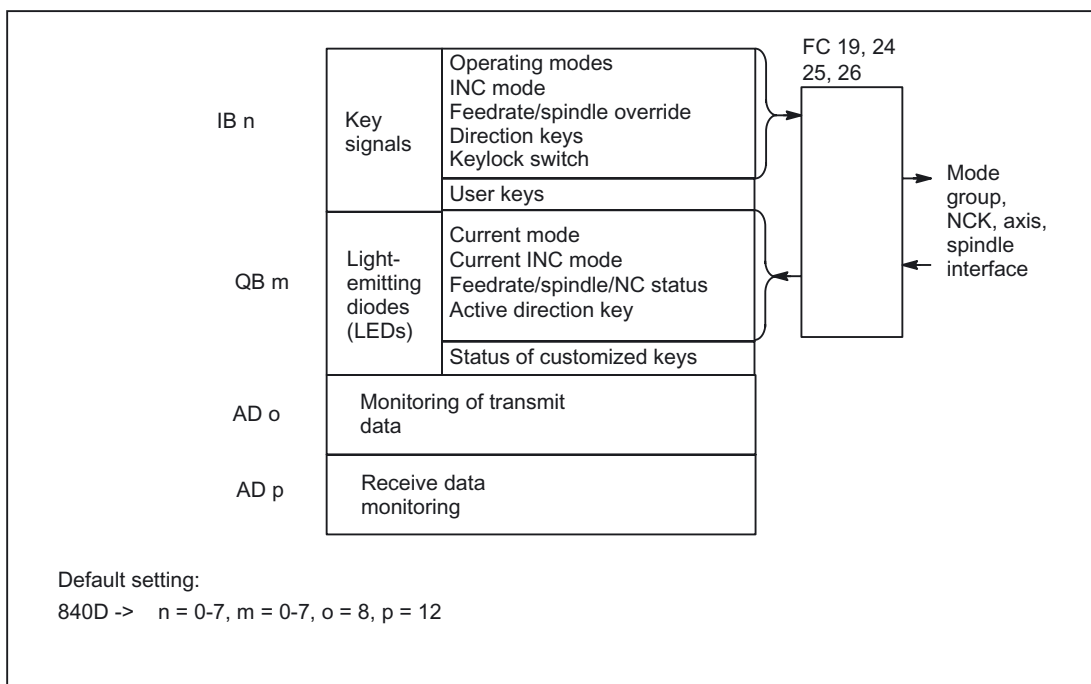 FC 19, 24
25, 26
IB n
Key
signals
Operating modes
INC mode
Feedrate/spindle override
Direction keys
Keylock switch
User keys
Mode
group,
NCK, axis,
spindle
interface
QB m
Light-
emitting
diodes
(LEDs)
Current mode
Current INC mode
Feedrate/spindle/NC status
Active direction key
Status of customized keys
AD o
Monitoring of transmit
data
AD p
Receive data
monitoring
Default setting:
840D -> n = 0-7, m = 0-7, o = 8, p = 12